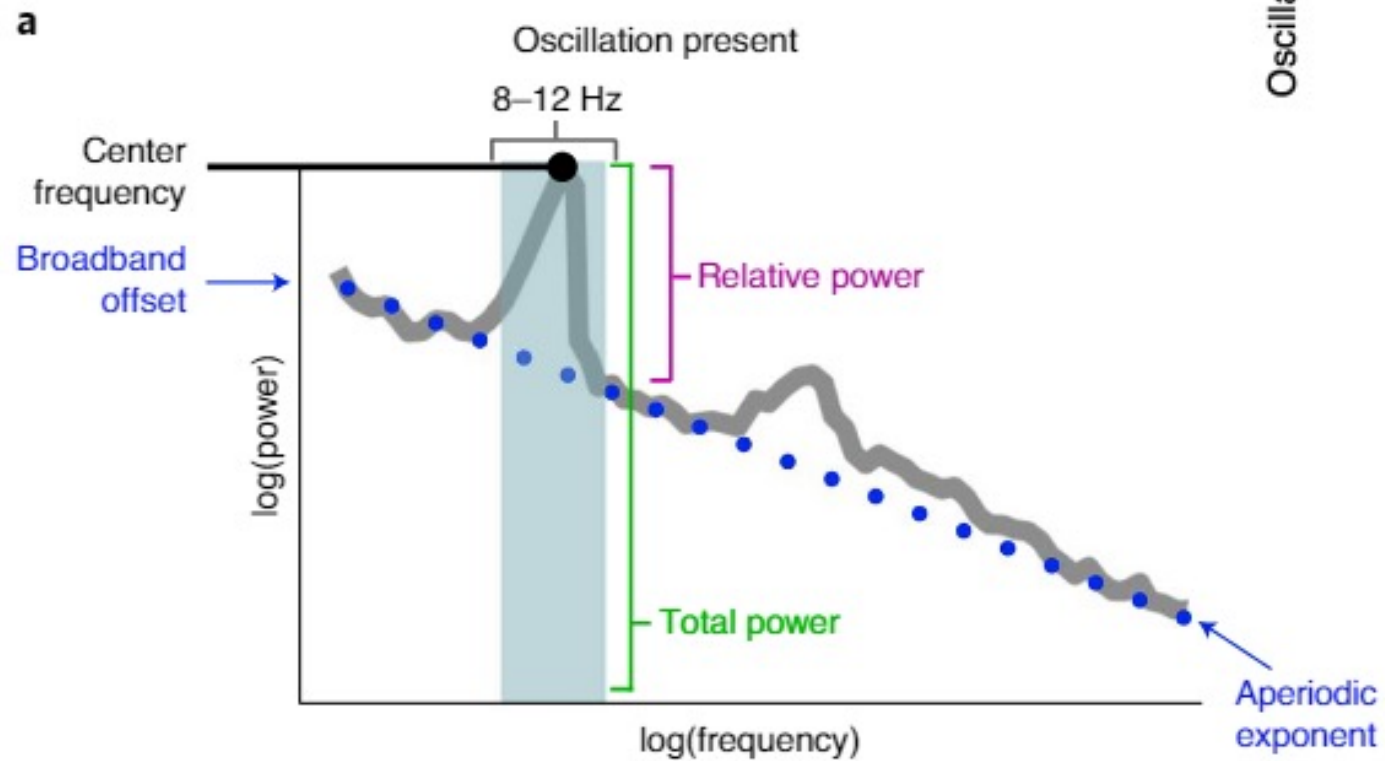 a
Oscillation present
8–12 Hz
Center
frequency
Broadband
offset
Relative power
log(power)
Total power
Aperiodic
exponent
log(frequency)